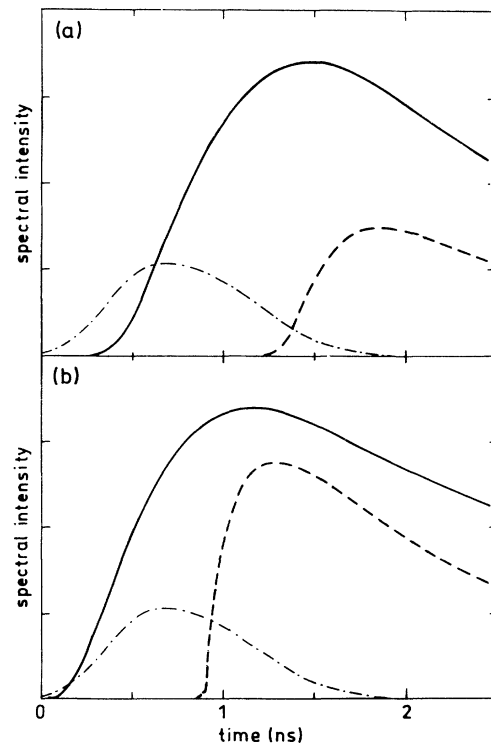 (a)
spectral intensity
(b)
spectral intensity
0 1 2
time (ns)